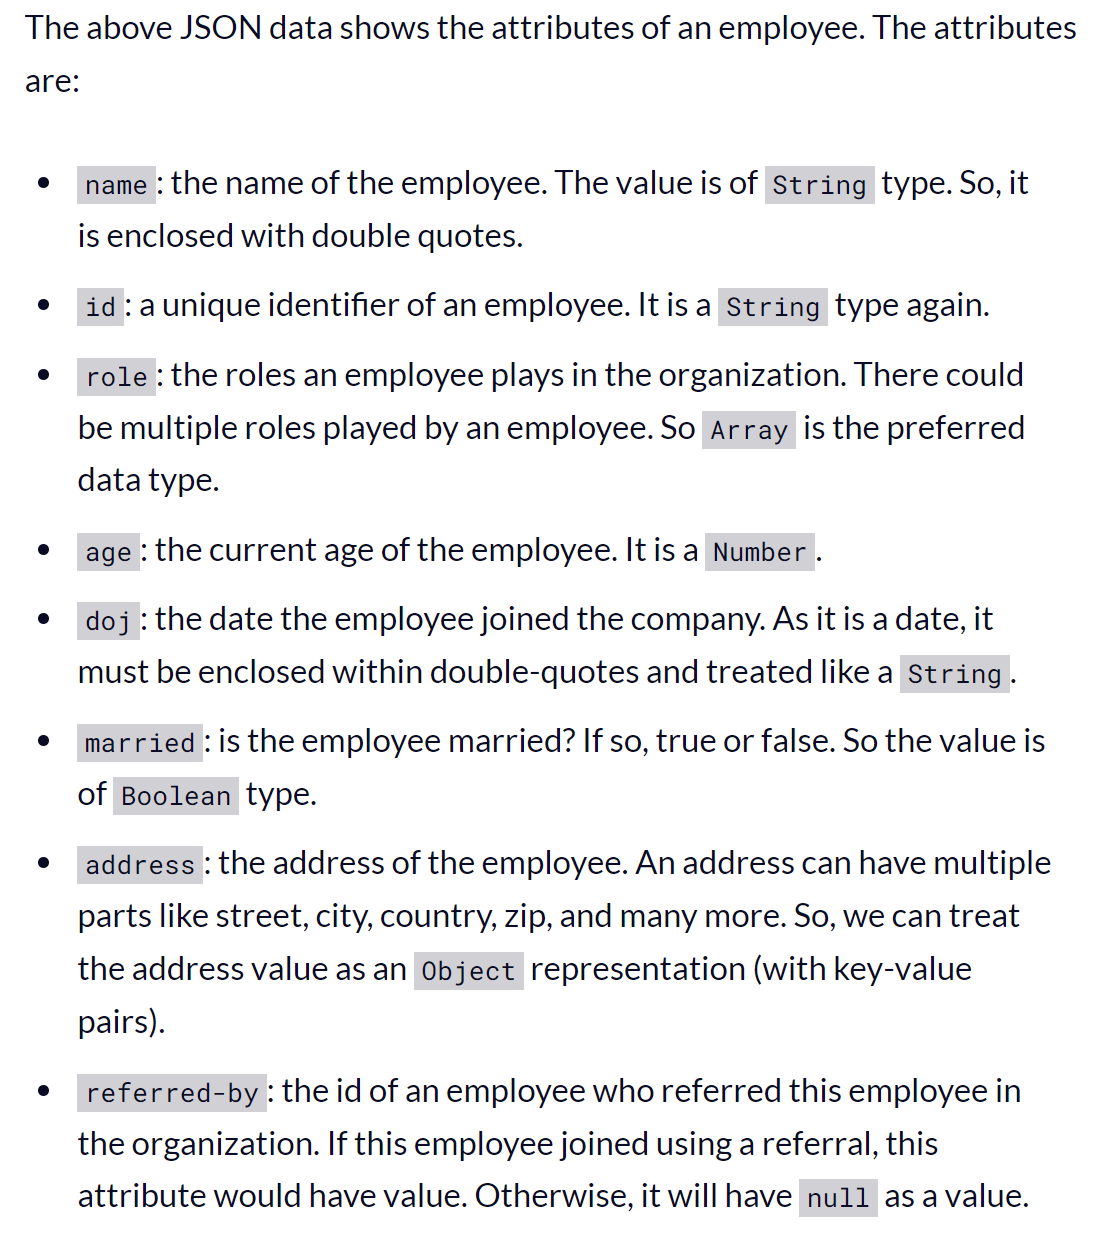 The above JSON data shows the attributes of an employee. The attributes
are:
• name : the name of the employee. The value is of String type. So, it
is enclosed with double quotes.
• id : a unique identifier of an employee. It is a String type again.
• role : the roles an employee plays in the organization. There could
be multiple roles played by an employee. So Array is the preferred
data type.
• age : the current age of the employee. It is a Number .
• doj : the date the employee joined the company. As it is a date, it
must be enclosed within double-quotes and treated like a String .
• married : is the employee married? If so, true or false. So the value is
of Boolean type.
• address : the address of the employee. An address can have multiple
parts like street, city, country, zip, and many more. So, we can treat
the address value as an Object representation (with key-value
pairs).
• referred-by : the id of an employee who referred this employee in
the organization. If this employee joined using a referral, this
attribute would have value. Otherwise, it will have null as a value.